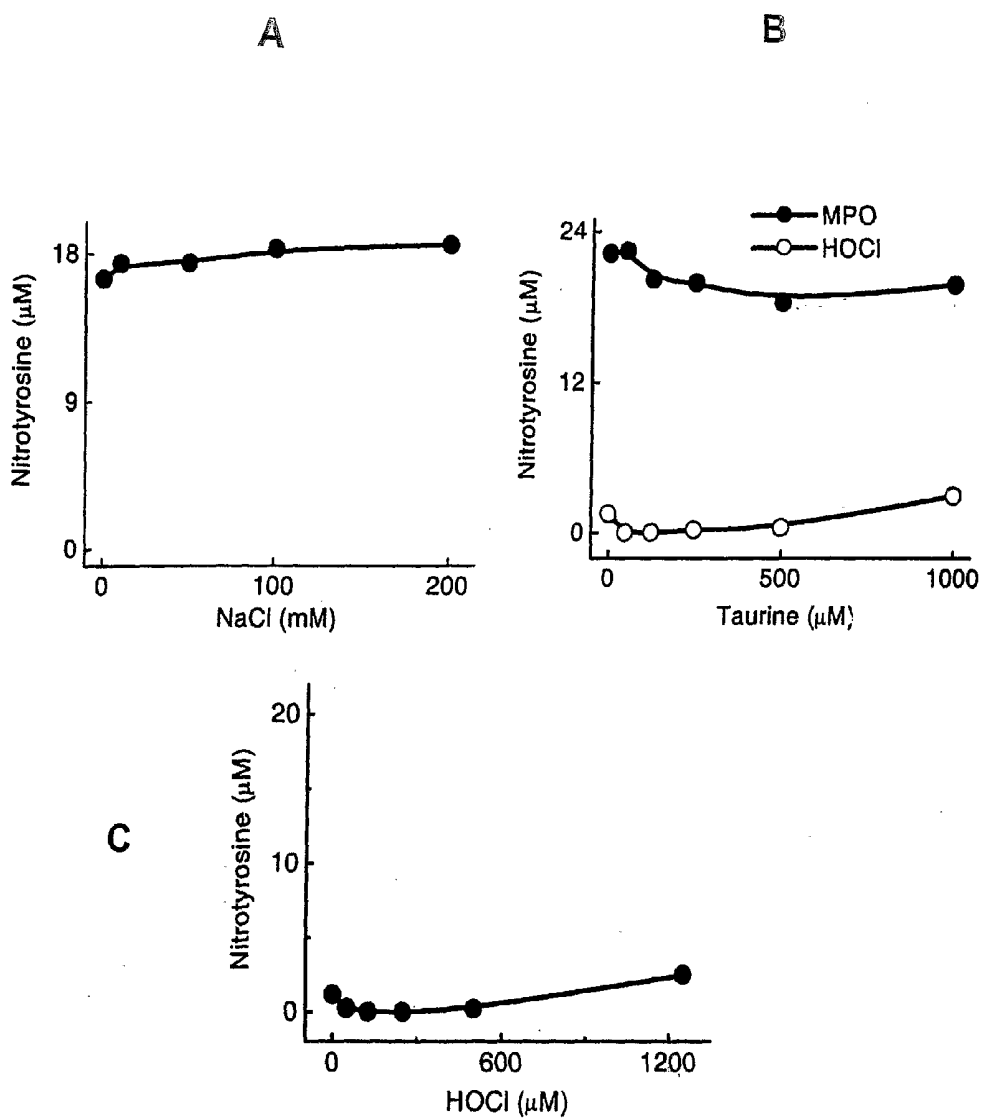 A
B
MPO
HOCl
Nitrotyrosine (μM)
18
9
0
0
100
200
NaCl (mM)
Nitrotyrosine (μM)
24
12
0
0
500
1000
Taurine (μM)
C
Nitrotyrosine (μM)
20
10
0
0
600
1200
HOCl (μM)